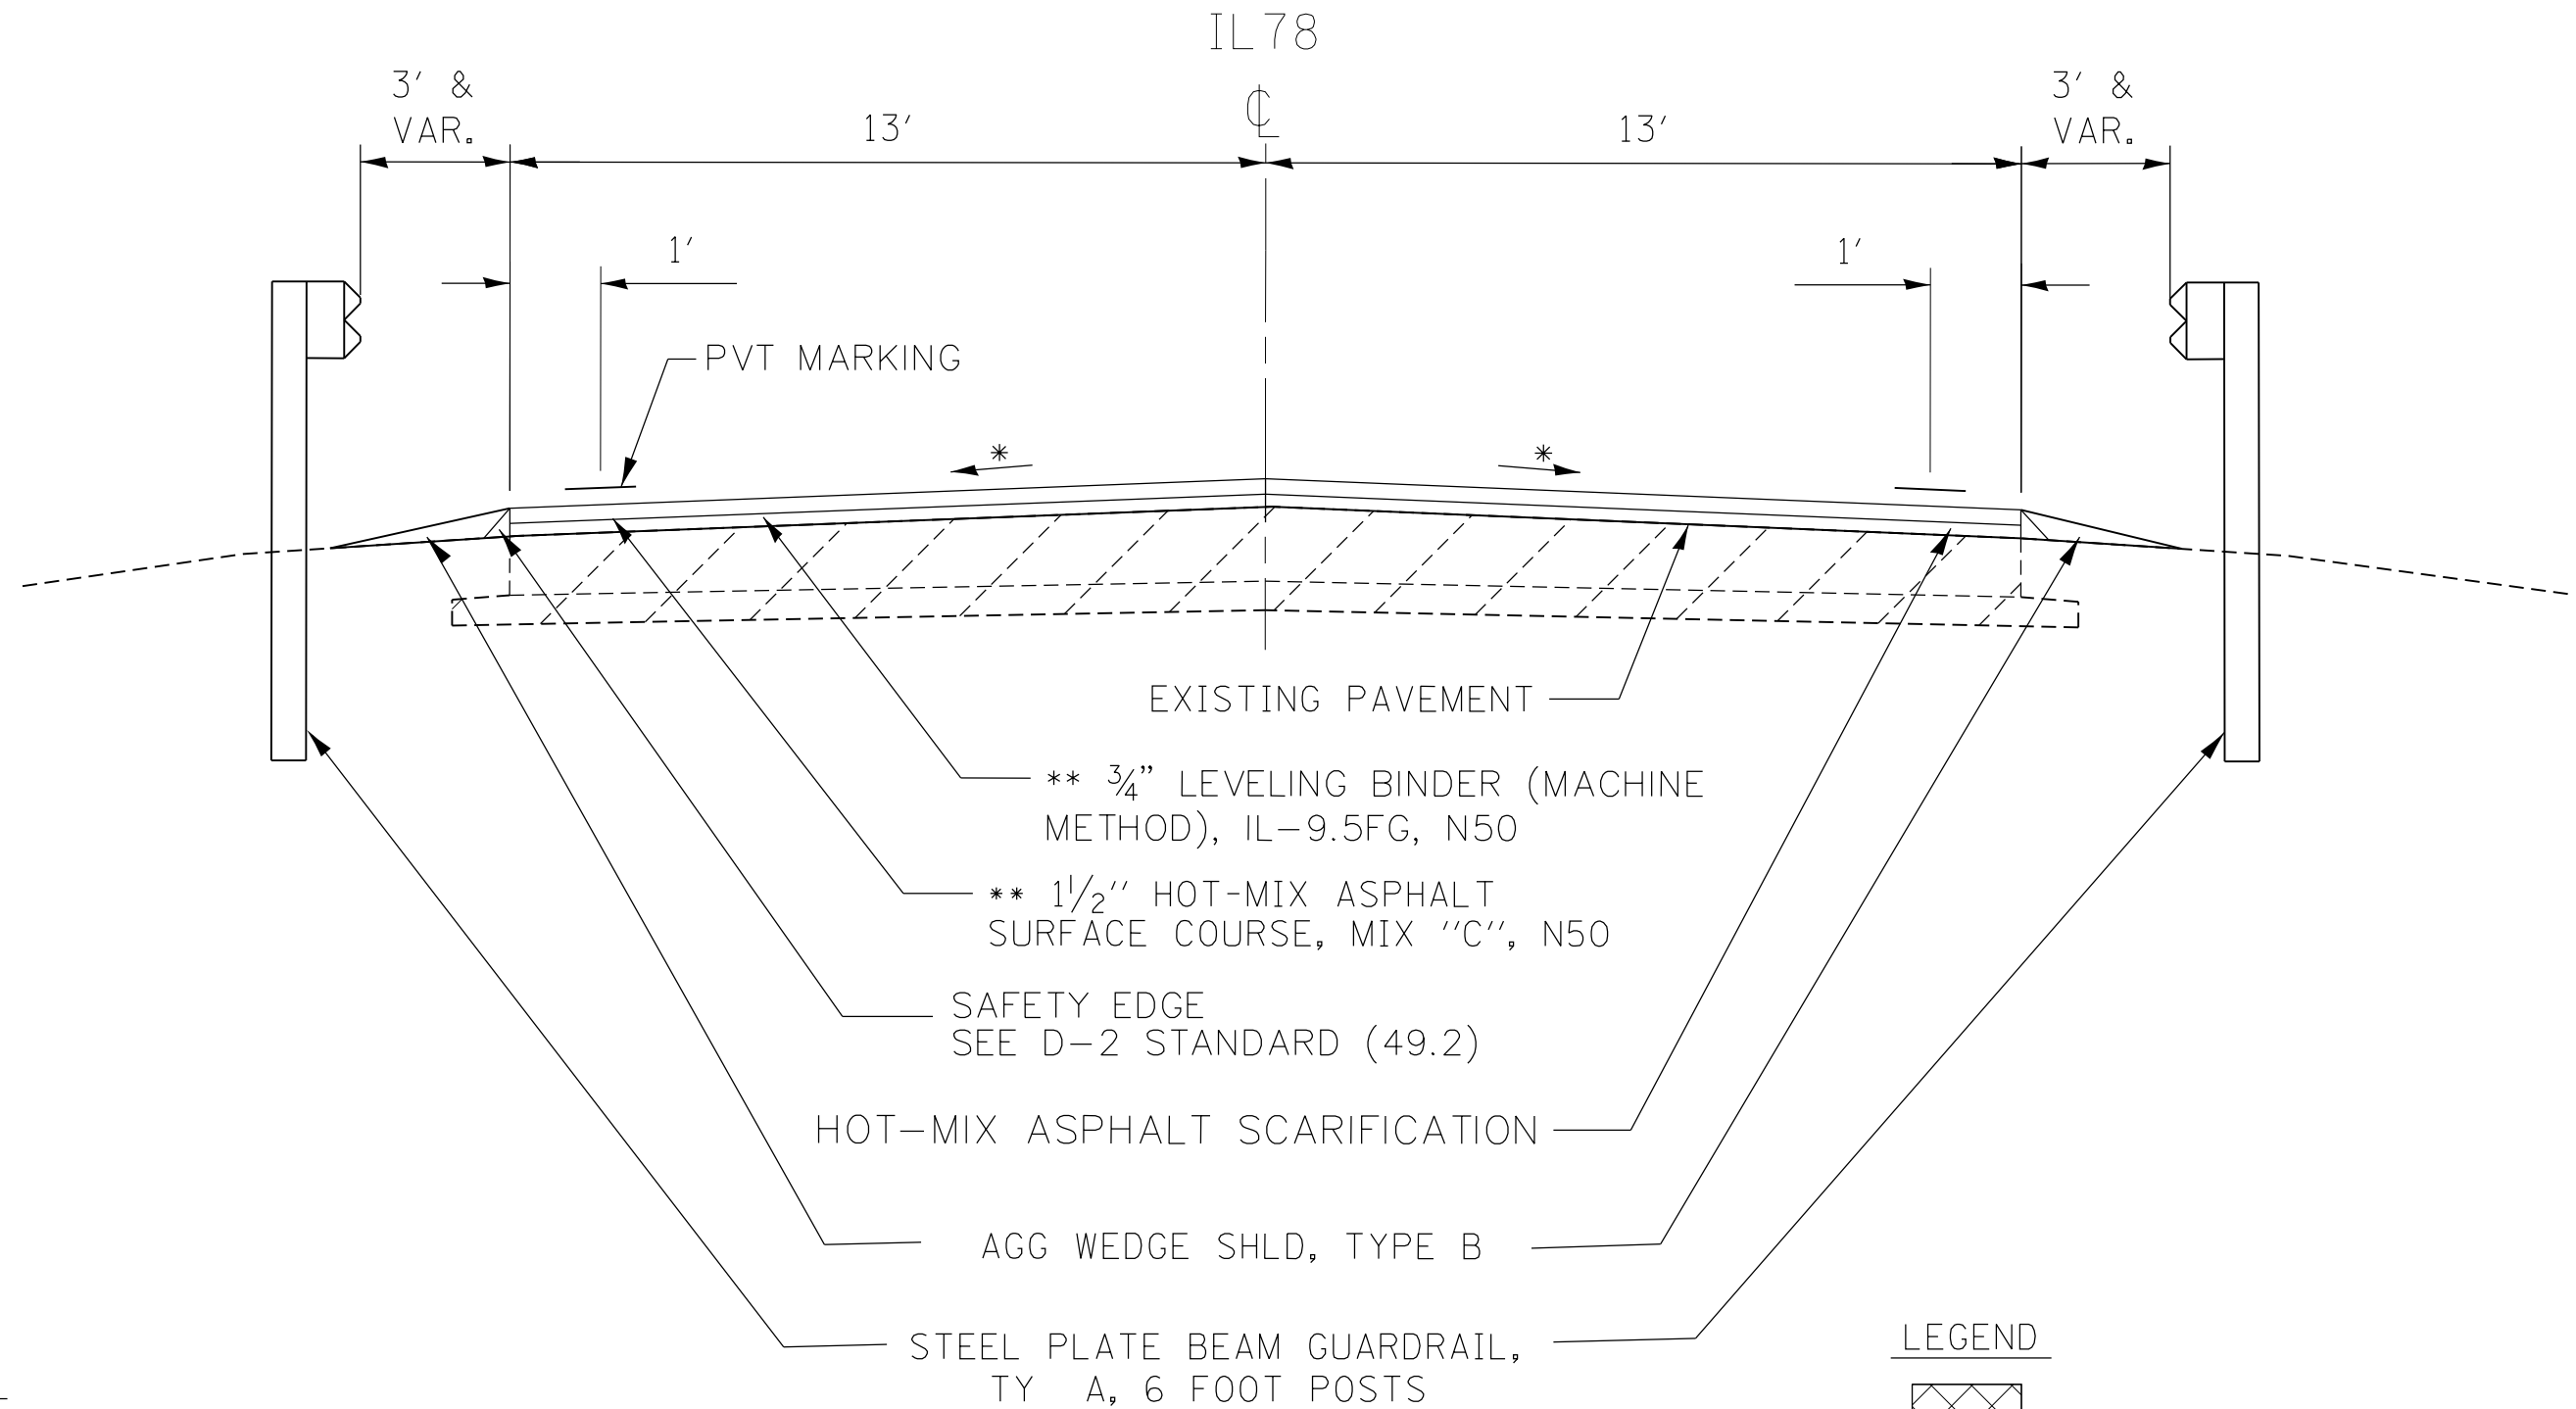 IL78
℄
3' &
VAR.
13'
13'
3' &
VAR.
1'
1'
PVT MARKING
*
*
EXISTING PAVEMENT
** ¾" LEVELING BINDER (MACHINE
METHOD), IL-9.5FG, N50
** 1½" HOT-MIX ASPHALT
SURFACE COURSE, MIX "C", N50
SAFETY EDGE
SEE D-2 STANDARD (49.2)
HOT-MIX ASPHALT SCARIFICATION
AGG WEDGE SHLD, TYPE B
STEEL PLATE BEAM GUARDRAIL,
TY A, 6 FOOT POSTS
LEGEND